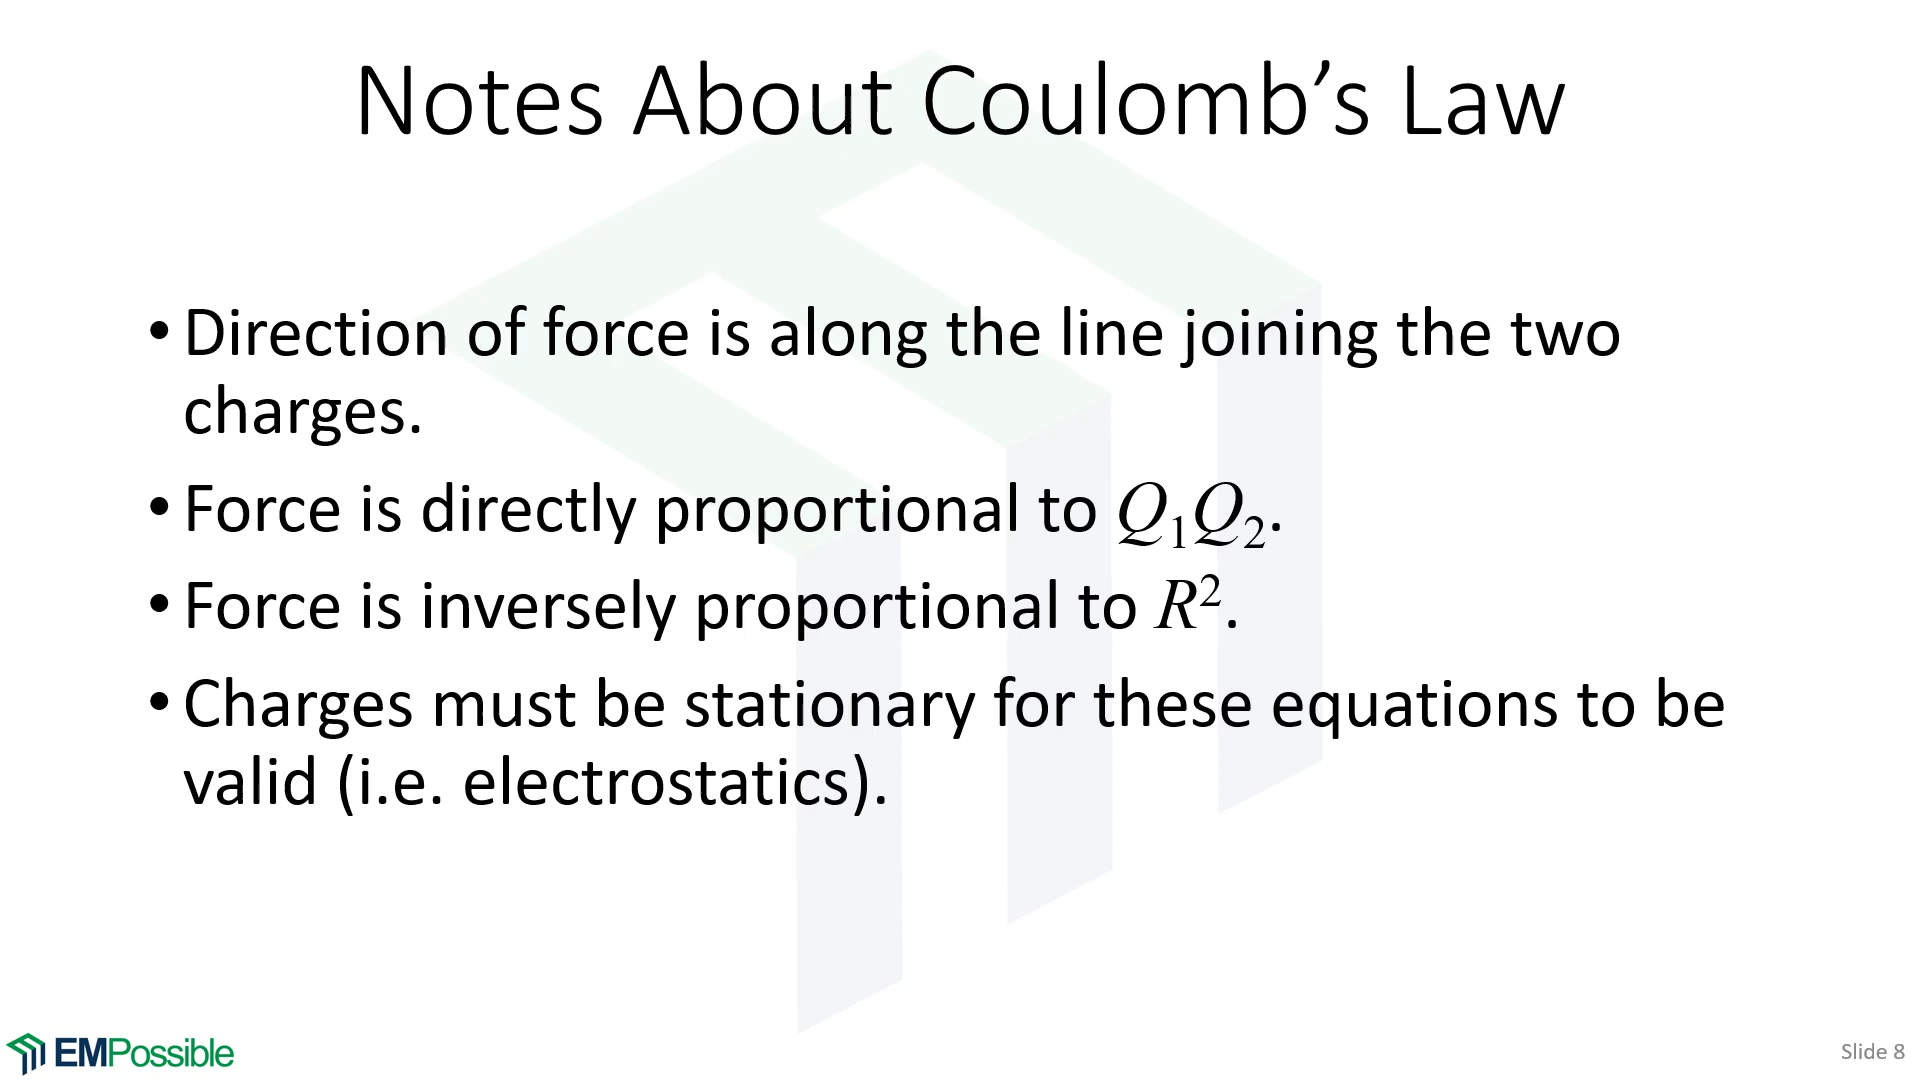 Notes About Coulomb’s Law
• Direction of force is along the line joining the two
charges.
• Force is directly proportional to Q₁Q₂.
• Force is inversely proportional to R².
• Charges must be stationary for these equations to be
valid (i.e. electrostatics).
EMPossible
Slide 8